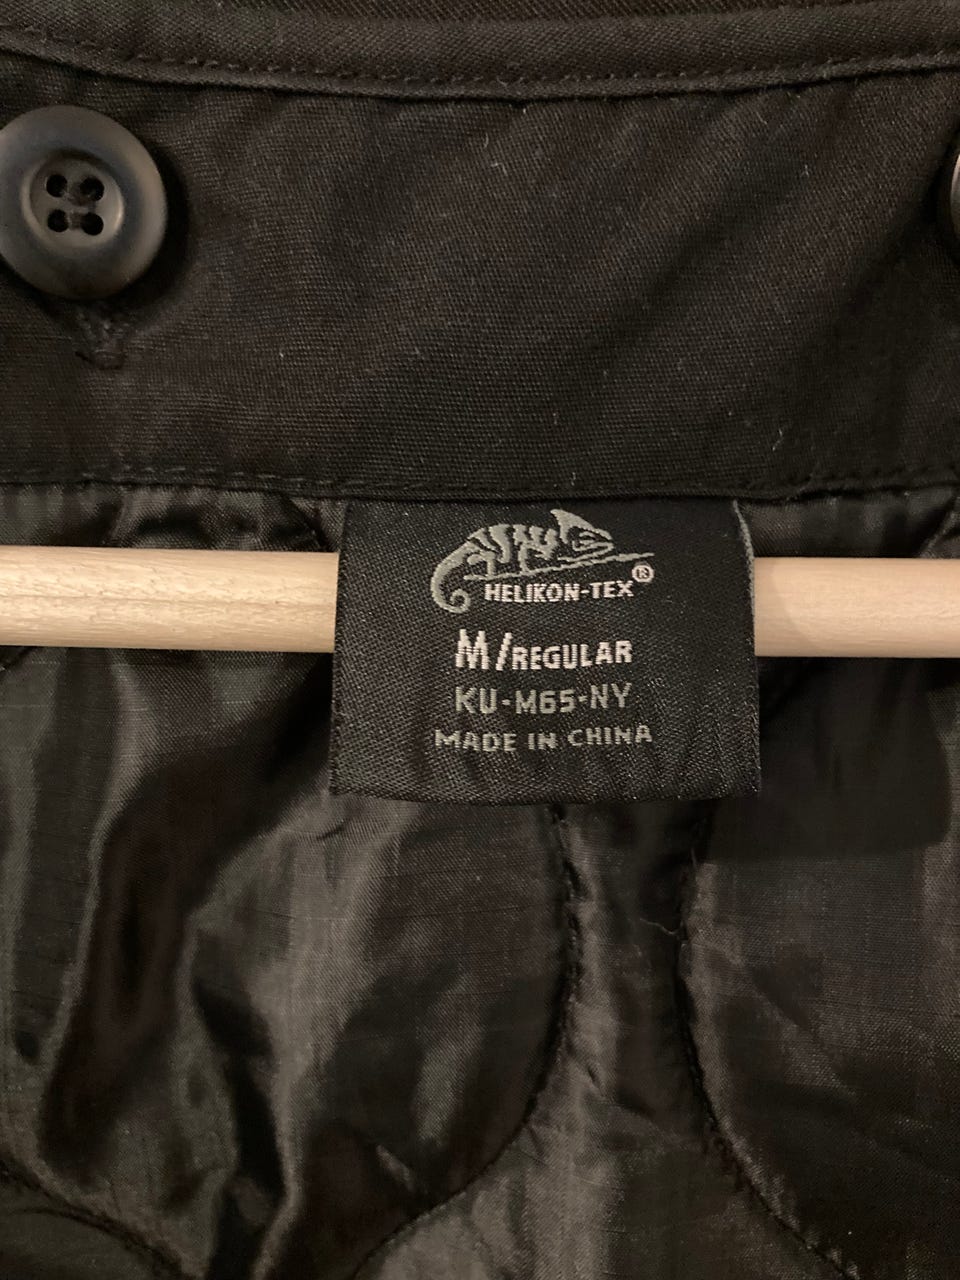 HELIKON-TEX®
M/REGULAR
KU-M65-NY
MADE IN CHINA